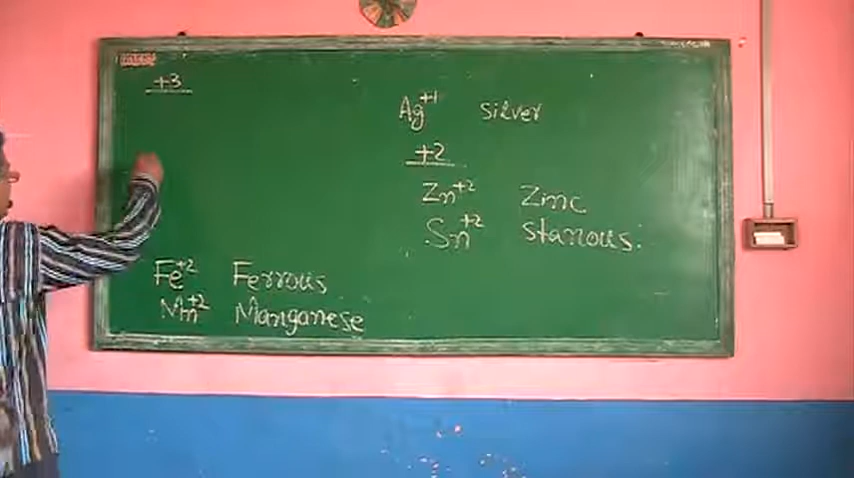 +3
Fe+2 Ferrous
Mn+2 Manganese
Ag+1 Silver
+2
Zn+2 Zinc
Sn+2 Stanous.